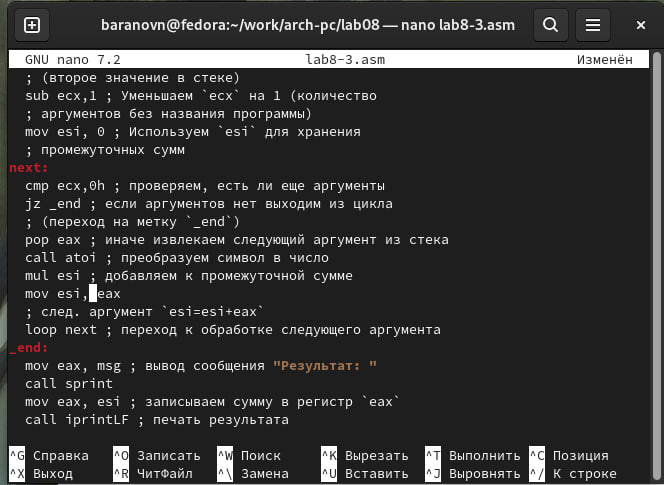 baranovn@fedora:~/work/arch-pc/lab08 — nano lab8-3.asm
GNU nano 7.2 lab8-3.asm Изменён
; (второе значение в стеке)
sub ecx,1 ; Уменьшаем `ecx` на 1 (количество
; аргументов без названия программы)
mov esi, 0 ; Используем `esi` для хранения
; промежуточных сумм
next:
cmp ecx,0h ; проверяем, есть ли еще аргументы
jz _end ; если аргументов нет выходим из цикла
; (переход на метку `_end`)
pop eax ; иначе извлекаем следующий аргумент из стека
call atoi ; преобразуем символ в число
mul esi ; добавляем к промежуточной сумме
mov esi, eax
; след. аргумент `esi=esi+eax`
loop next ; переход к обработке следующего аргумента
_end:
mov eax, msg ; вывод сообщения "Результат: "
call sprint
mov eax, esi ; записываем сумму в регистр `eax`
call iprintLF ; печать результата
^G Справка ^O Записать ^W Поиск ^K Вырезать ^T Выполнить ^C Позиция
^X Выход ^R ЧитФайл ^\ Замена ^U Вставить ^J Выровнять ^/ К строке